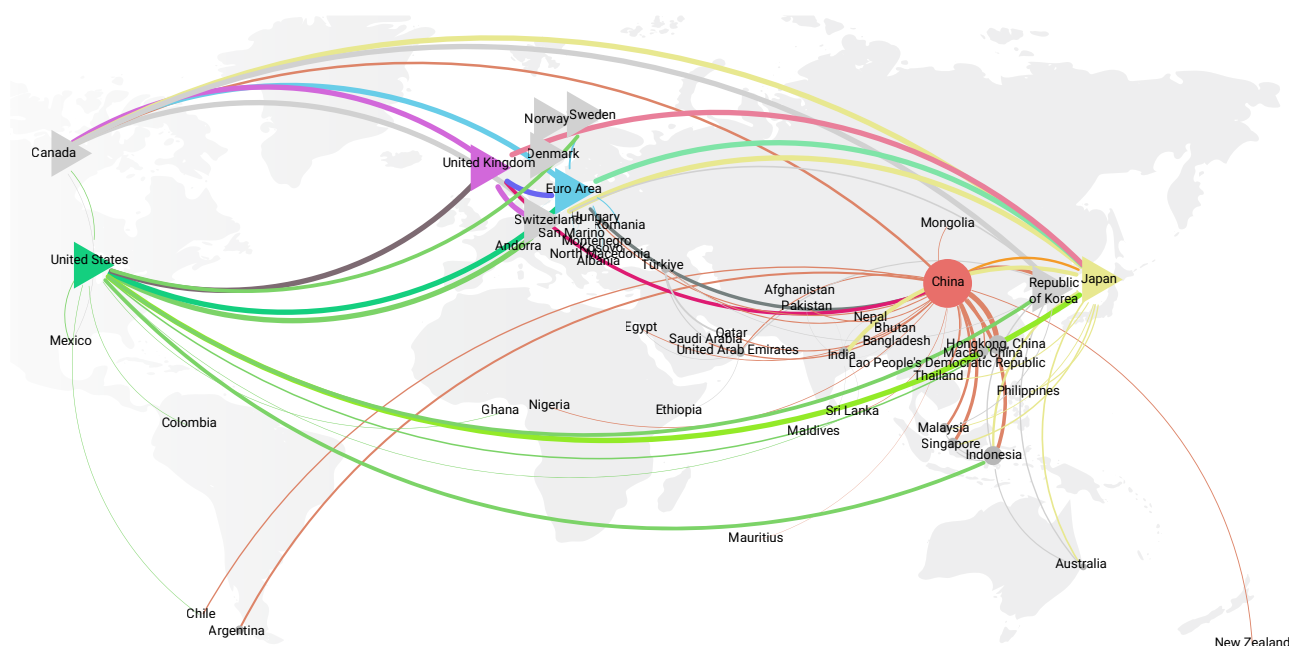 Norway
Sweden
Canada
Denmark
United Kingdom
Euro Area
Switzerland
Hungary
Romania
Mongolia
San Marino
Andorra
Montenegro
Kosovo
North Macedonia
Albania
Türkiye
United States
China
Japan
Republic
of Korea
Afghanistan
Pakistan
Nepal
Bhutan
Bangladesh
Egypt
Qatar
Saudi Arabia
United Arab Emirates
India
Hongkong, China
Macao, China
Lao People's Democratic Republic
Thailand
Mexico
Philippines
Ghana
Nigeria
Ethiopia
Sri Lanka
Colombia
Maldives
Malaysia
Singapore
Indonesia
Mauritius
Australia
Chile
Argentina
New Zealand